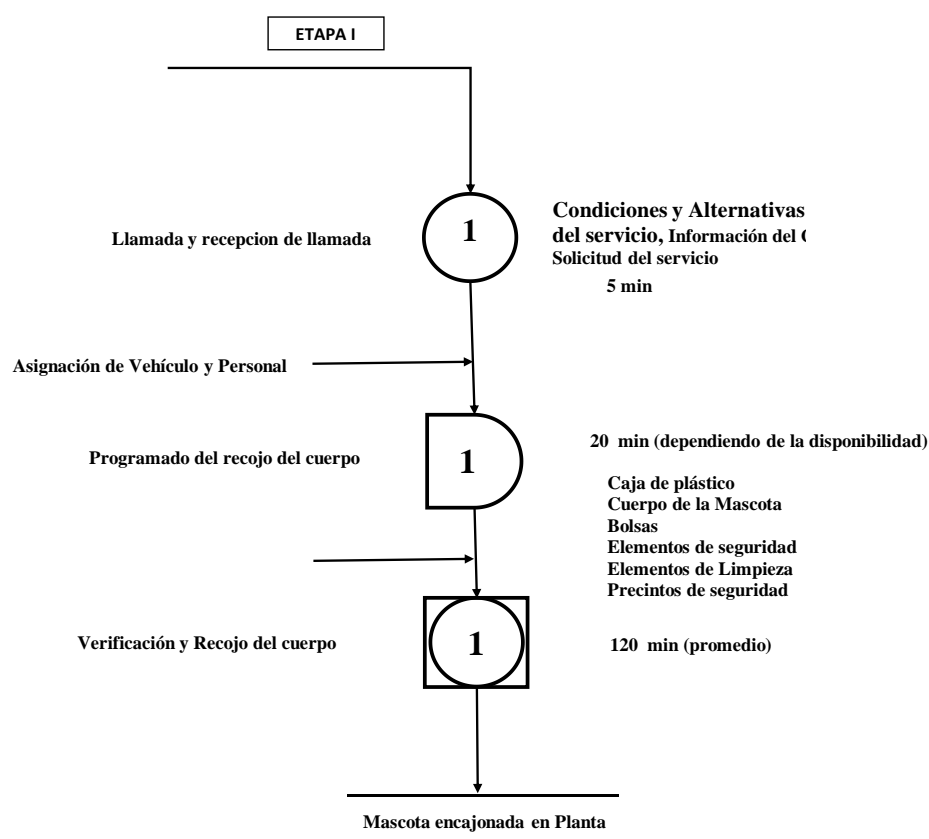 ETAPA I
Llamada y recepcion de llamada
1
Condiciones y Alternativas
del servicio, Información del
Solicitud del servicio
5 min
Asignación de Vehículo y Personal
Programado del recojo del cuerpo
1
20 min (dependiendo de la disponibilidad)
Caja de plástico
Cuerpo de la Mascota
Bolsas
Elementos de seguridad
Elementos de Limpieza
Precintos de seguridad
Verificación y Recojo del cuerpo
1
120 min (promedio)
Mascota encajonada en Planta